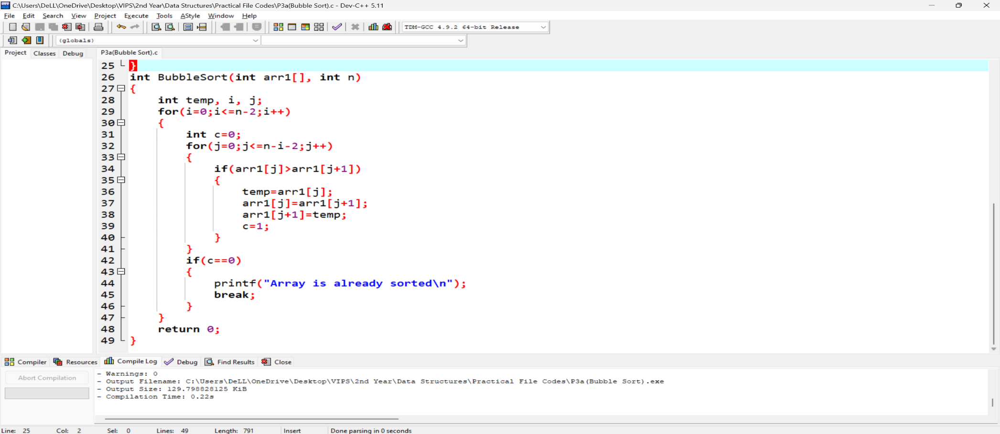 C:\Users\DeLL\OneDrive\Desktop\VIPS\2nd Year\Data Structures\Practical File Codes\P3a(Bubble Sort).c - Dev-C++ 5.11
File Edit Search View Project Execute Tools AStyle Window Help
TDM-GCC 4.9.2 64-bit Release
(globals)
Project Classes Debug P3a(Bubble Sort).c
25 }
26 int BubbleSort(int arr1[], int n)
27 {
28 int temp, i, j;
29 for(i=0;i<=n-2;i++)
30 {
31 int c=0;
32 for(j=0;j<=n-i-2;j++)
33 {
34 if(arr1[j]>arr1[j+1])
35 {
36 temp=arr1[j];
37 arr1[j]=arr1[j+1];
38 arr1[j+1]=temp;
39 c=1;
40 }
41 }
42 if(c==0)
43 {
44 printf("Array is already sorted\n");
45 break;
46 }
47 }
48 return 0;
49 }
Compiler Resources Compile Log Debug Find Results Close
Abort Compilation
- Warnings: 0
- Output Filename: C:\Users\DeLL\OneDrive\Desktop\VIPS\2nd Year\Data Structures\Practical File Codes\P3a(Bubble Sort).exe
- Output Size: 129.798828125 KiB
- Compilation Time: 0.22s
Line: 25 Col: 2 Sel: 0 Lines: 49 Length: 791 Insert Done parsing in 0 seconds